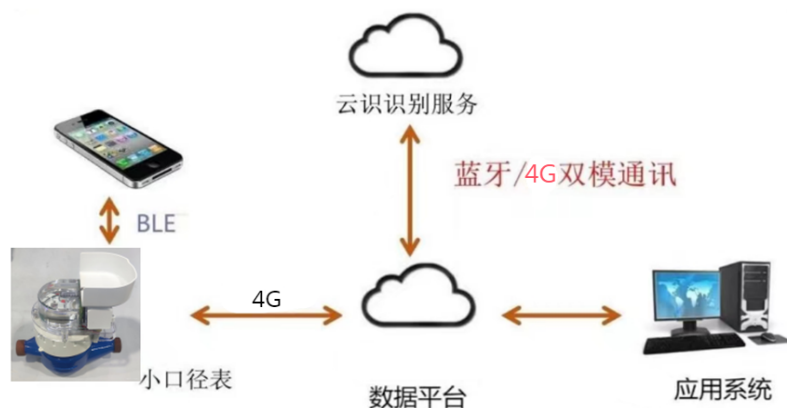 云识识别服务
蓝牙/4G双模通讯
BLE
4G
小口径表
数据平台
应用系统